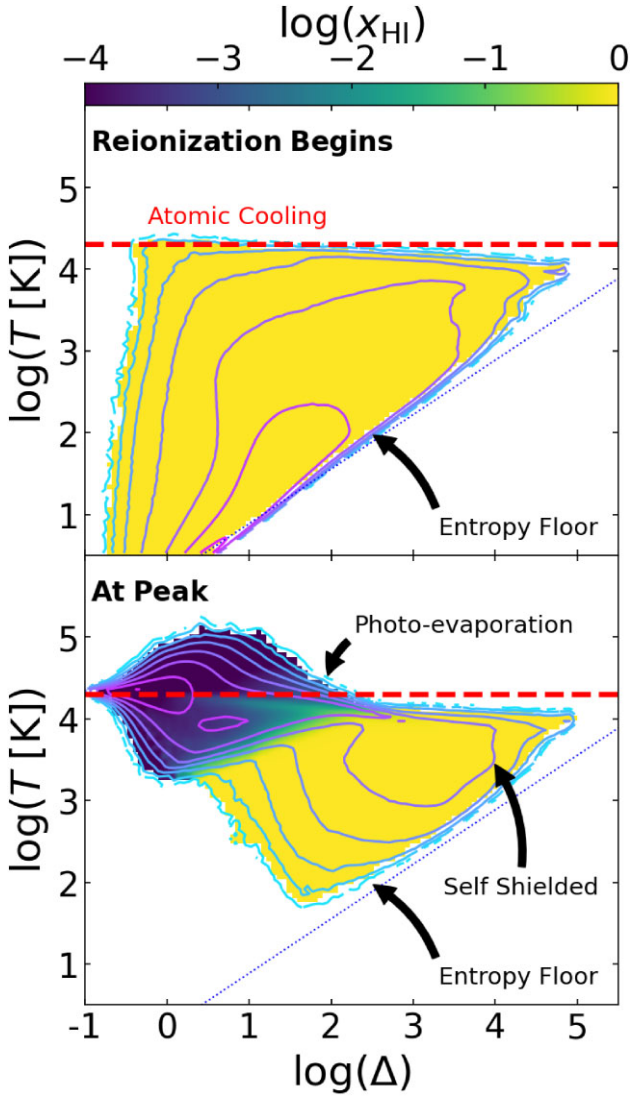 log(x_HI)
−4 −3 −2 −1 0
Reionization Begins
5
Atomic Cooling
4
3
2
1
log(T [K])
Entropy Floor
At Peak
5
Photo-evaporation
4
3
2
1
log(T [K])
Self Shielded
Entropy Floor
-1 0 1 2 3 4 5
log(Δ)